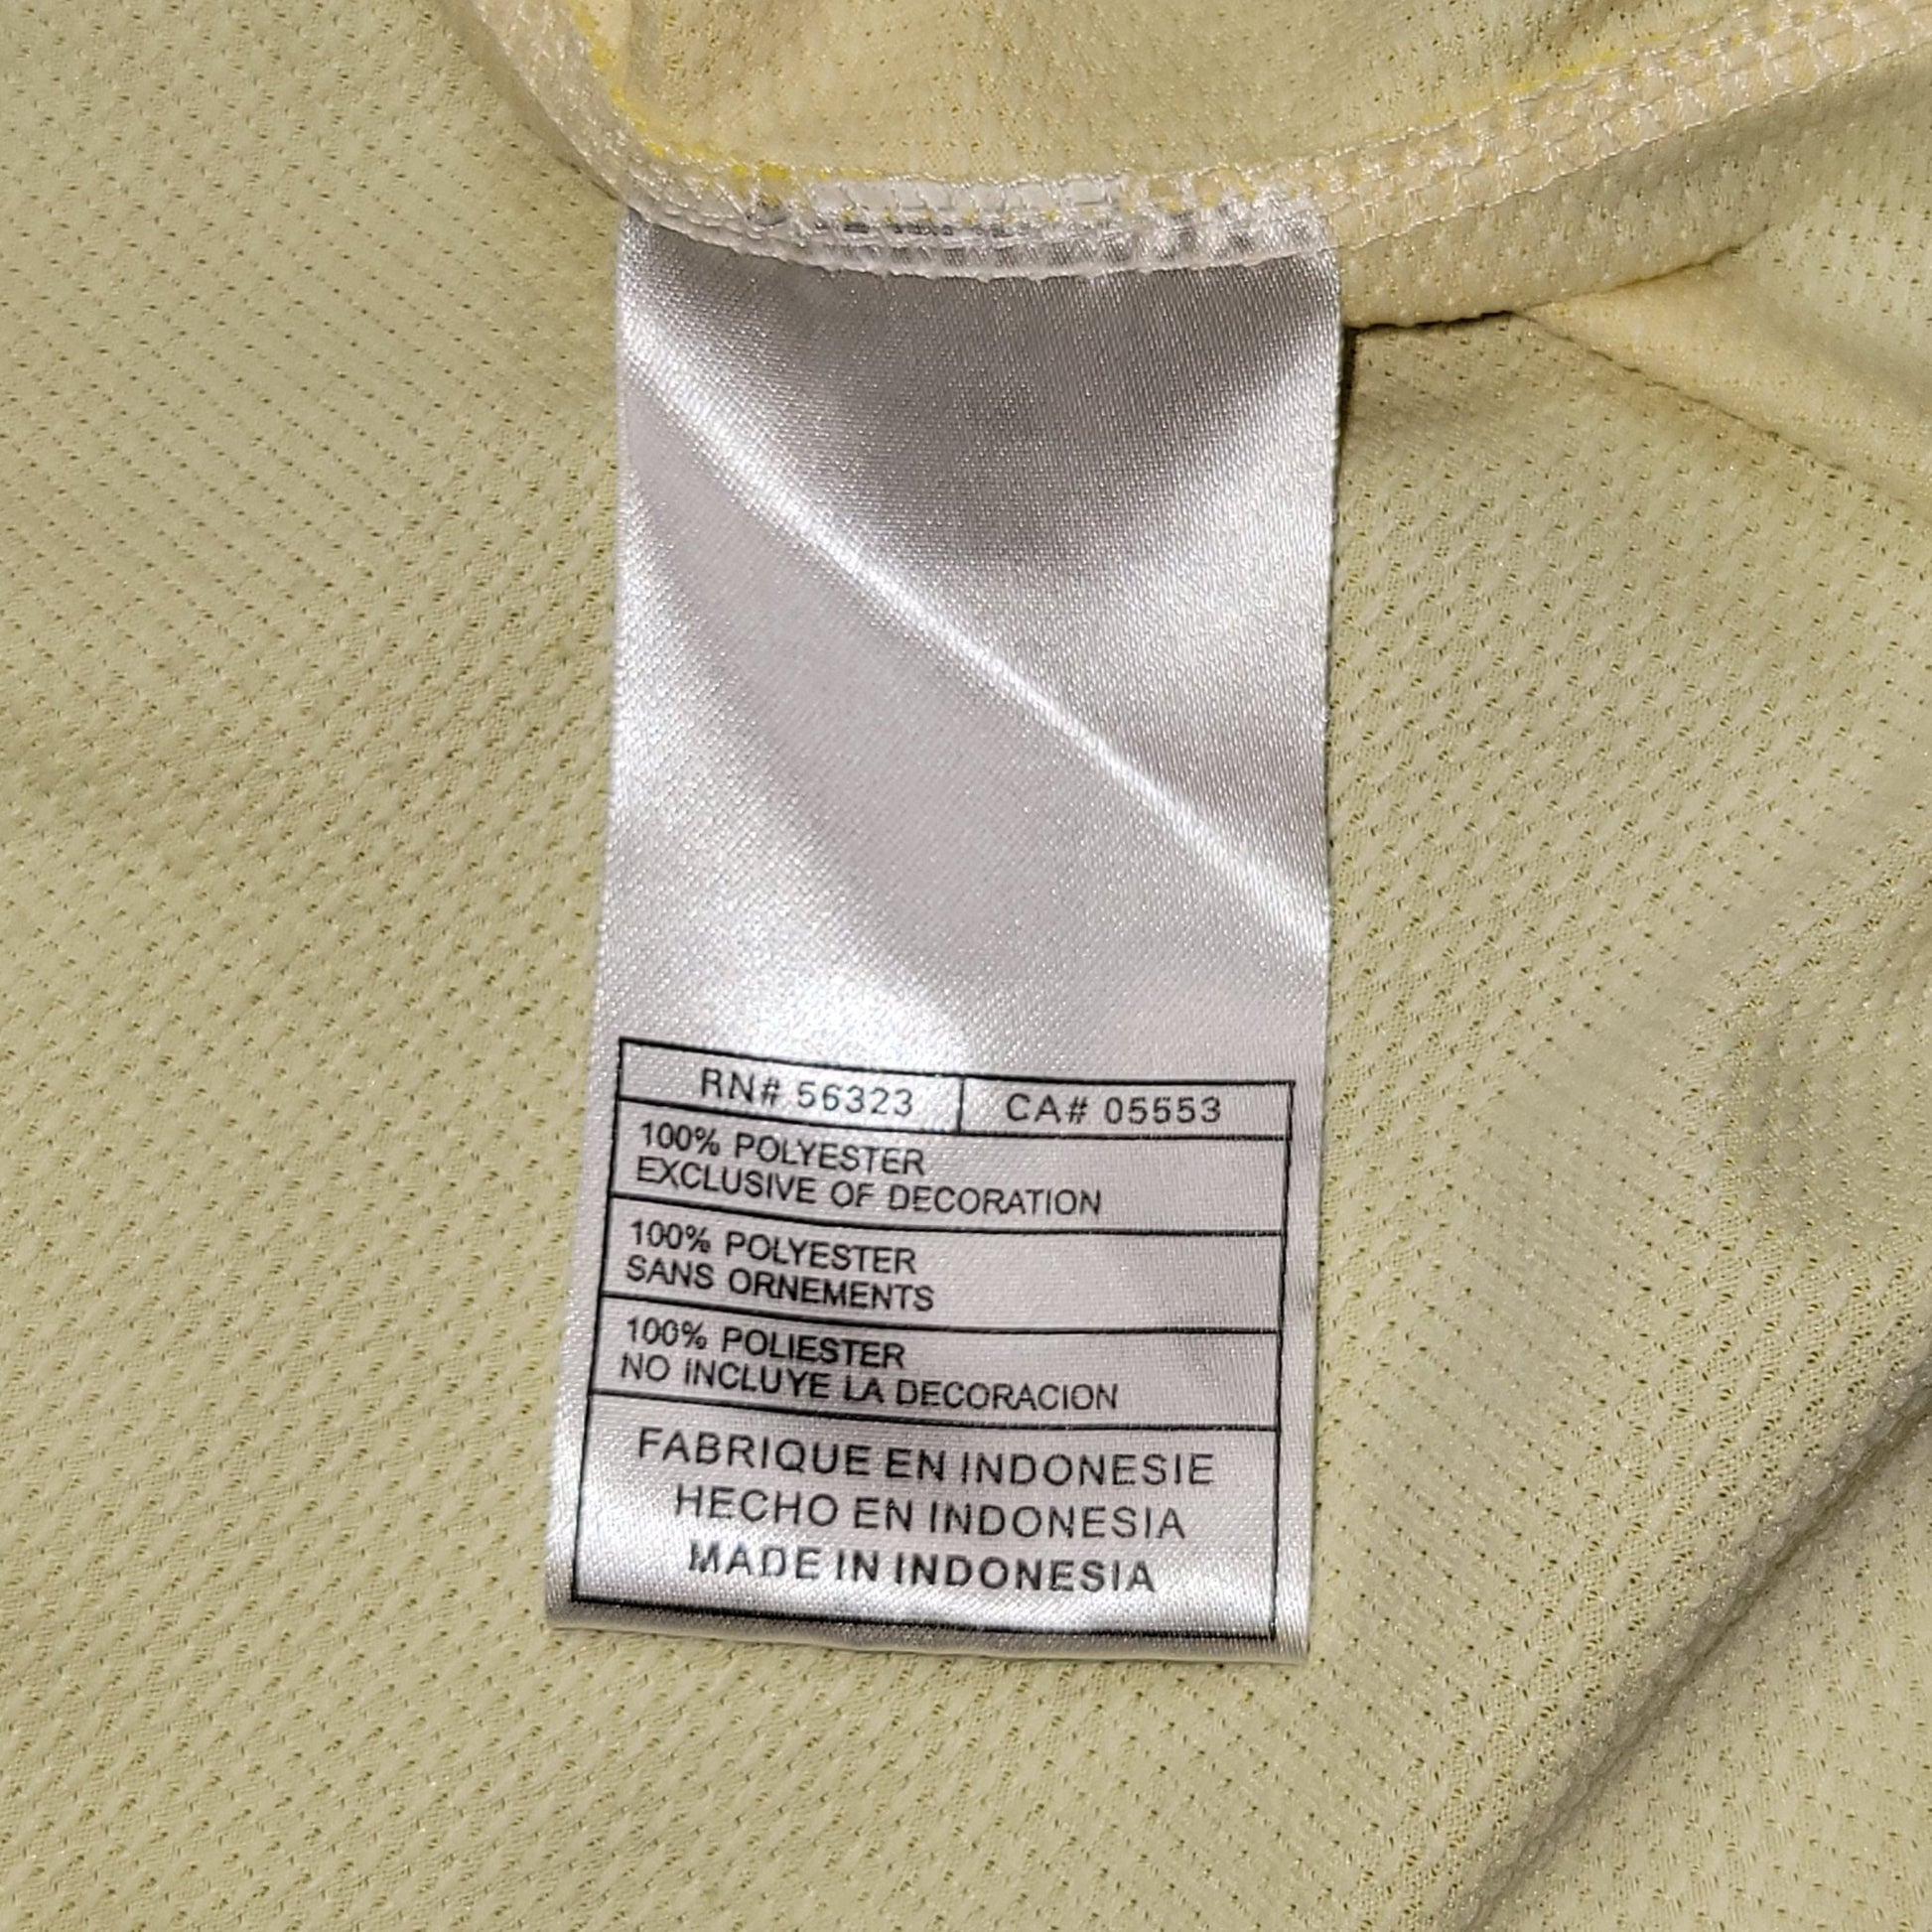 RN# 56323 CA# 05553
100% POLYESTER
EXCLUSIVE OF DECORATION
100% POLYESTER
SANS ORNEMENTS
100% POLIESTER
NO INCLUYE LA DECORACION
FABRIQUE EN INDONESIE
HECHO EN INDONESIA
MADE IN INDONESIA